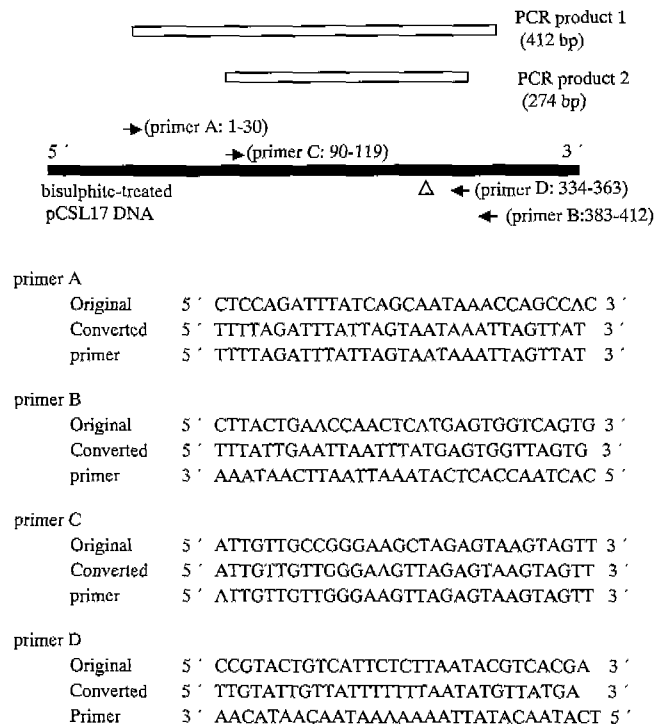 PCR product 1
(412 bp)
PCR product 2
(274 bp)
(primer A: 1-30)
5 ´ (primer C: 90-119) 3 ´
bisulphite-treated
pCSL17 DNA
Δ (primer D: 334-363)
(primer B:383-412)
primer A
Original 5 ´ CTCCAGATTTATCAGCAATAAACCAGCCAC 3 ´
Converted 5 ´ TTTTAGATTTATTAGTAATAAATTAGTTAT 3 ´
primer 5 ´ TTTTAGATTTATTAGTAATAAATTAGTTAT 3 ´
primer B
Original 5 ´ CTTACTGAACCAACTCATGAGTGGTCAGTG 3 ´
Converted 5 ´ TTTATTGAATTAATTTATGAGTGGTTAGTG 3 ´
primer 3 ´ AAATAACTTAATTAAATACTCACCAATCAC 5 ´
primer C
Original 5 ´ ATTGTTGCCGGGAAGCTAGAGTAAGTAGTT 3 ´
Converted 5 ´ ATTGTTGTTGGGAAGTTAGAGTAAGTAGTT 3 ´
primer 5 ´ ATTGTTGTTGGGAAGTTAGAGTAAGTAGTT 3 ´
primer D
Original 5 ´ CCGTACTGTCATTCTCTTAATACGTCACGA 3 ´
Converted 5 ´ TTGTATTGTTATTTTTTTAATATGTTATGA 3 ´
Primer 3 ´ AACATAACAATAAAAAAATTATACAATACT 5 ´